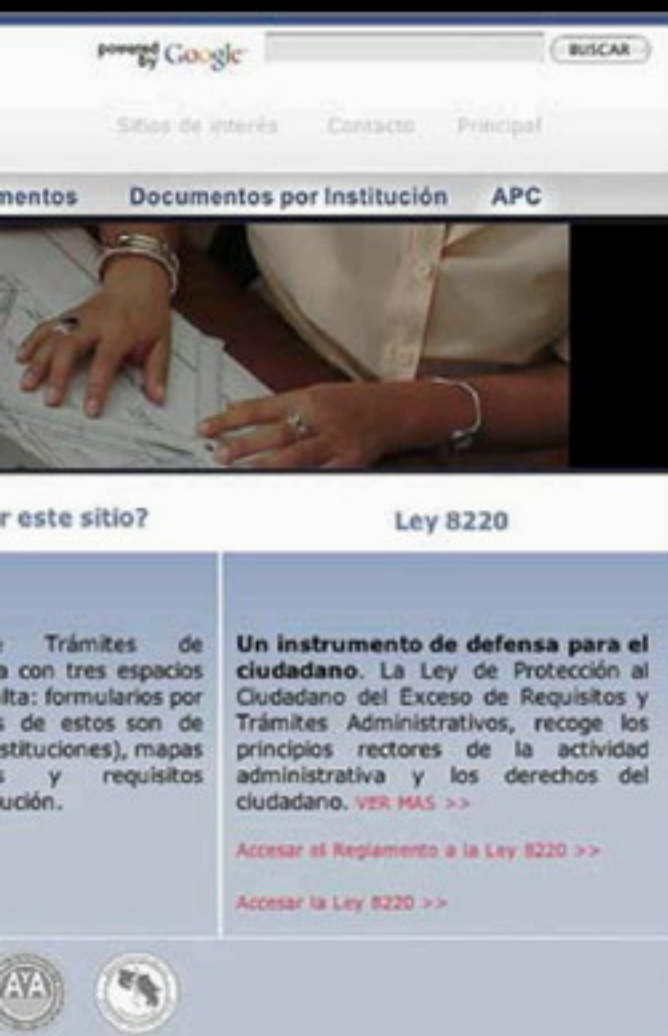 powered by Google BUSCAR
Sitios de interés Contacto Principal
mentos Documentos por Institución APC
r este sitio?
Ley 8220
e Trámites de
a con tres espacios
lta: formularios por
s de estos son de
stituciones), mapas
s y requisitos
ución.
Un instrumento de defensa para el
ciudadano. La Ley de Protección al
Ciudadano del Exceso de Requisitos y
Trámites Administrativos, recoge los
principios rectores de la actividad
administrativa y los derechos del
ciudadano. VER MAS >>
Accesar el Reglamento a la Ley 8220 >>
Accesar la Ley 8220 >>
AYA